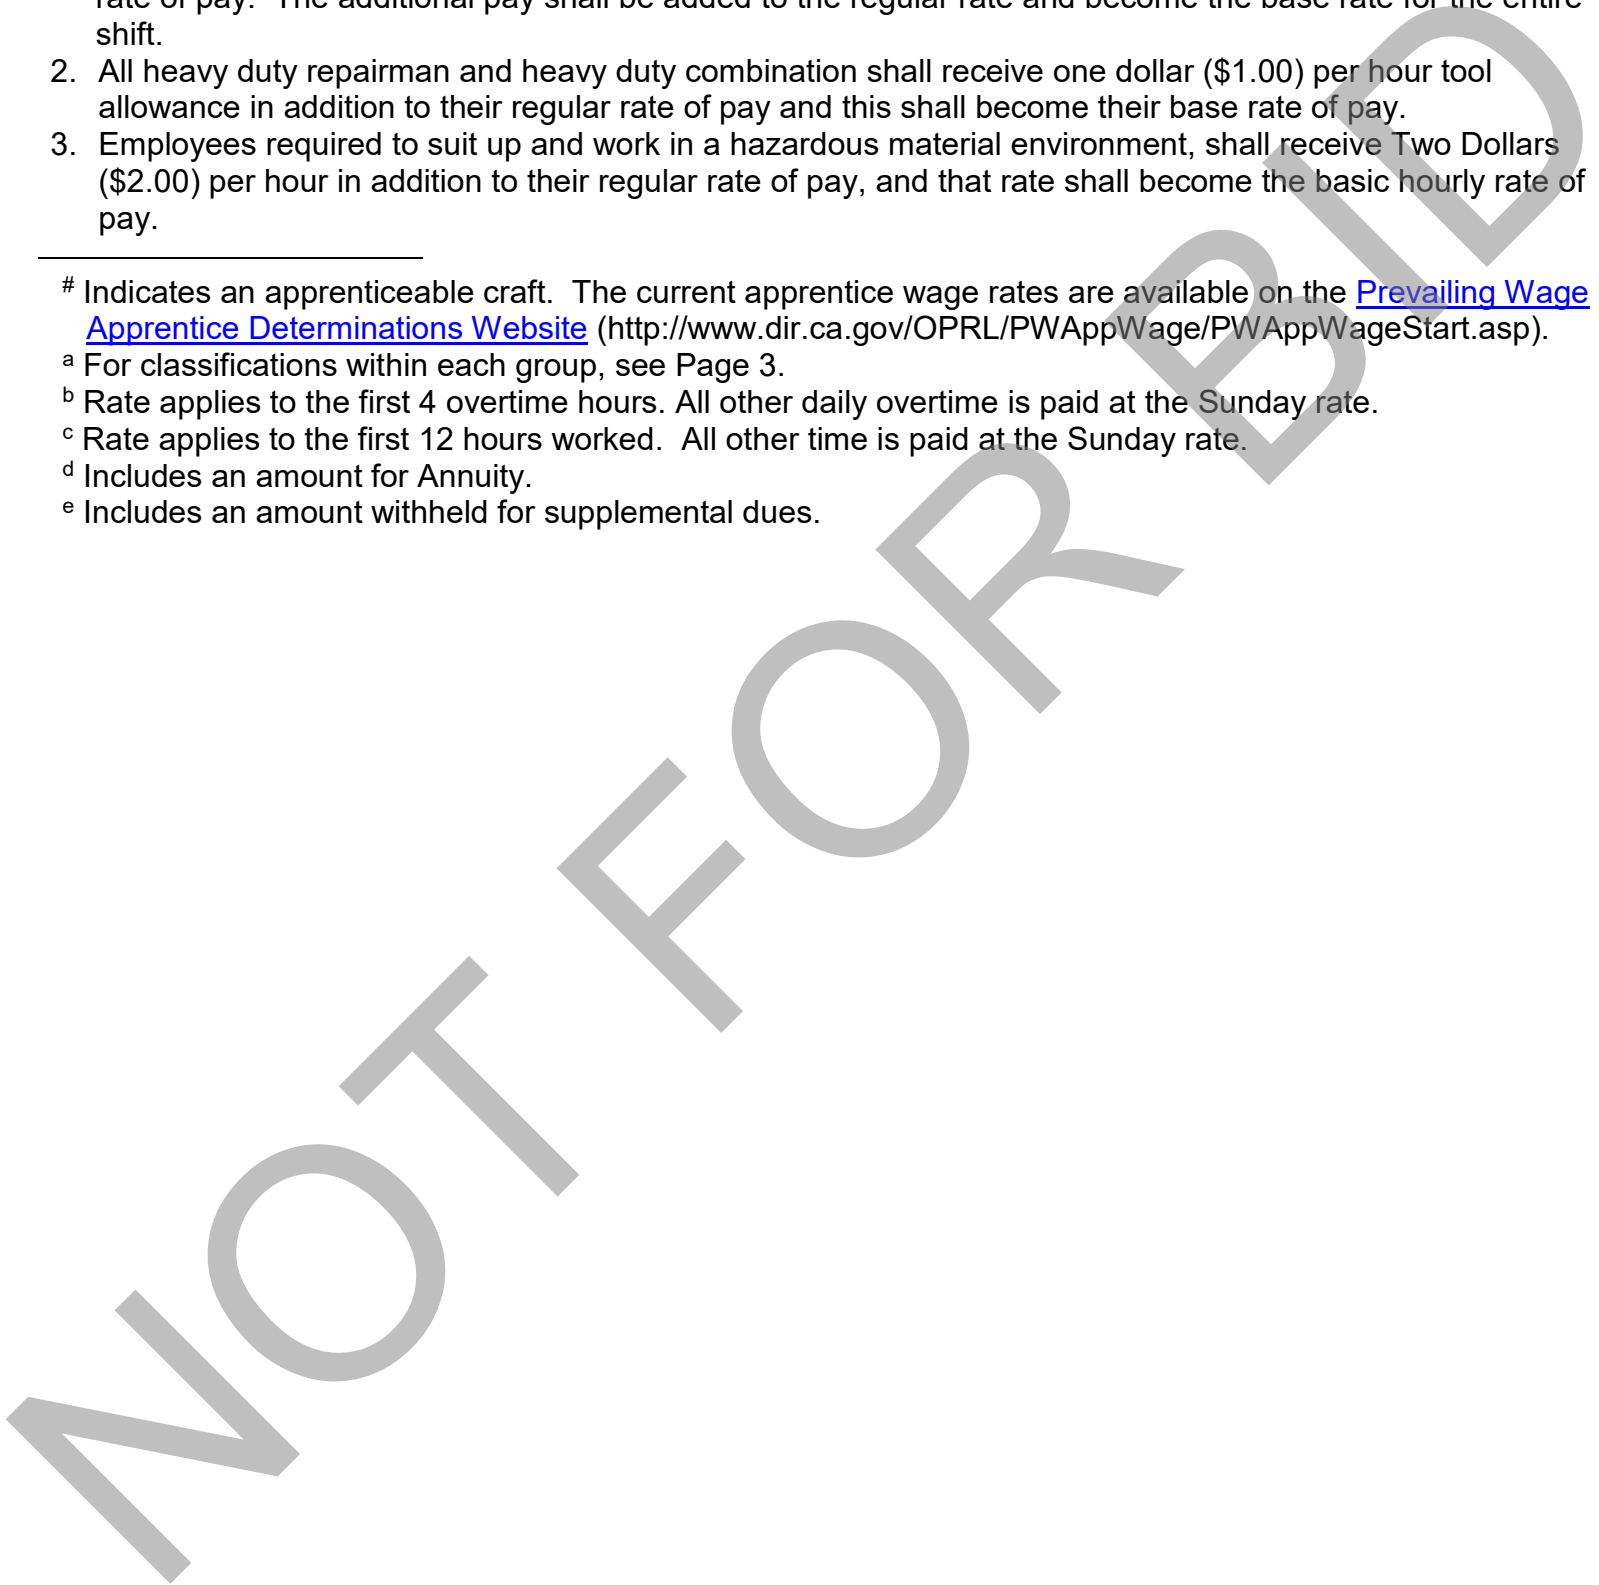 rate of pay. The additional pay shall be added to the regular rate and become the base rate for the entire
shift.
2. All heavy duty repairman and heavy duty combination shall receive one dollar ($1.00) per hour tool
allowance in addition to their regular rate of pay and this shall become their base rate of pay.
3. Employees required to suit up and work in a hazardous material environment, shall receive Two Dollars
($2.00) per hour in addition to their regular rate of pay, and that rate shall become the basic hourly rate of
pay.
# Indicates an apprenticeable craft. The current apprentice wage rates are available on the Prevailing Wage
Apprentice Determinations Website (http://www.dir.ca.gov/OPRL/PWAppWage/PWAppWageStart.asp).
a For classifications within each group, see Page 3.
b Rate applies to the first 4 overtime hours. All other daily overtime is paid at the Sunday rate.
c Rate applies to the first 12 hours worked. All other time is paid at the Sunday rate.
d Includes an amount for Annuity.
e Includes an amount withheld for supplemental dues.
NOT FOR BID